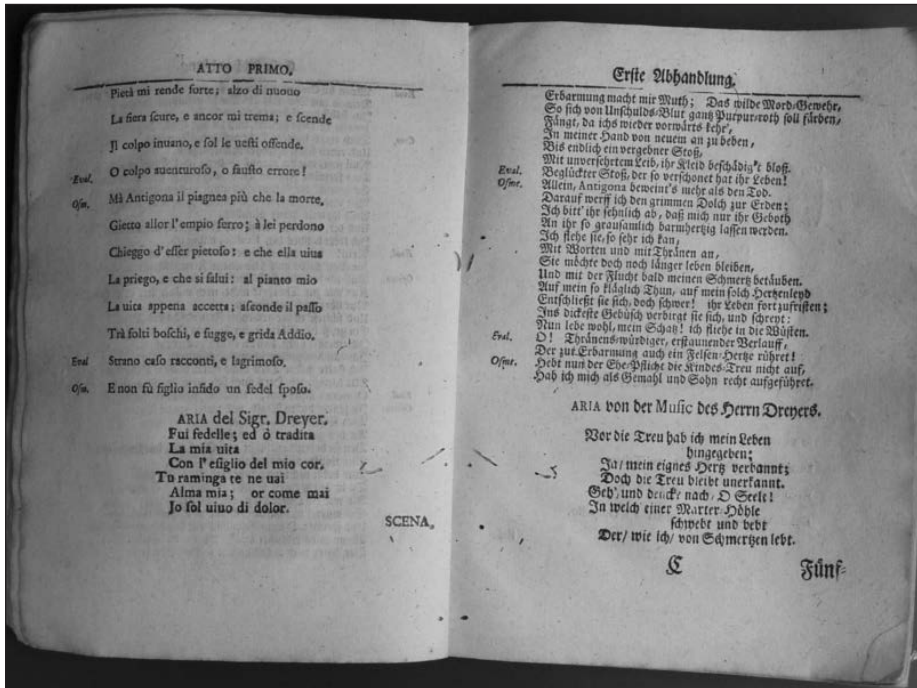 ATTO PRIMO.
Pietà mi rende forte; alzo di nuouo
La fiera scure, e ancor mi trema; e scende
Jl colpo inuano, e sol le uesti offende.
Eval. O colpo auenturoso, o fausto errore!
Osm. Mà Antigona il piagnea più che la morte,
Gietto allor l'empio ferro; à lei perdono
Chieggo d'esser pietoso: e che ella uiua
La priego, e che si salui: al pianto mio
La uita appena accetta; asconde il passo
Trà folti boschi, e fugge, e grida Addio.
Eval Strano caso racconti, e lagrimoso.
Osm. E non fù figlio infido un fedel sposo.
ARIA del Sigr. Dreyer.
Fui fedelle; ed ò tradita
La mia uita
Con l'esiglio del mio cor.
Tu raminga te ne uai
Alma mia; or come mai
Jo sol uiuo di dolor.
SCENA.
Erste Abhandlung.
Erbarmung macht mir Muth; Das wilde Mord-Gewehr,
So sich von Unschulds-Blut gantz Purpur-roth soll färben,
Fängt, da ichs wieder vorwärts kehr',
In meiner Hand von neuem an zu beben,
Bis endlich ein vergebner Stoß,
Mit unversehrtem Leib, ihr Kleid beschädig't bloß.
Eval. Beglückter Stoß, der so verschonet hat ihr Leben!
Osmt. Allein, Antigona beweint's mehr als den Tod.
Darauf werff ich den grimmen Dolch zur Erden;
Ich bitt' ihr sehnlich ab, daß mich nur ihr Geboth
An ihr so grausamlich barmhertzig lassen werden.
Ich flehe sie, so sehr ich kan,
Mit Worten und mit Thränen an,
Sie möchte doch noch länger leben bleiben,
Und mit der Flucht bald meinen Schmertz betäuben.
Auf mein so kläglich Thun, auf mein solch Hertzenleyd
Entschließt sie sich, doch schwer! ihr Leben fortzufristen;
Ins dickeste Gebüsch verbirgt sie sich, und schreyt:
Nun lebe wohl, mein Schatz! ich fliehe in die Wüsten.
Eval. O! Thränens-würdiger, erstaunender Verlauff,
Der zur Erbarmung auch ein Felsen-Hertze rühret!
Osmt. Hebt nun der Ehe-Pflicht die Kindes-Treu nicht auf,
Hab ich mich als Gemahl und Sohn recht aufgeführet.
ARIA von der Music des Herrn Dreyers.
Vor die Treu hab ich mein Leben
hingegeben;
Ja/ mein eignes Hertz verbannt;
Doch die Treu bleibt unerkannt.
Geh', und dencke nach, O Seele!
In welch einer Marter-Höhle
schwebt und bebt
Der/ wie ich/ von Schmertzen lebt.
C Fünf-